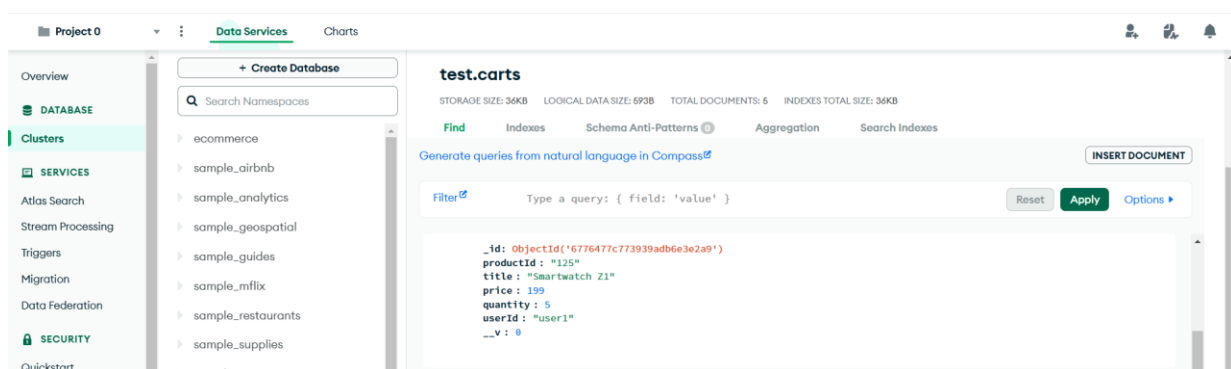 Project 0
Data Services
Charts
Overview
DATABASE
Clusters
SERVICES
Atlas Search
Stream Processing
Triggers
Migration
Data Federation
SECURITY
Quickstart
+ Create Database
Search Namespaces
ecommerce
sample_airbnb
sample_analytics
sample_geospatial
sample_guides
sample_mflix
sample_restaurants
sample_supplies
test.carts
STORAGE SIZE: 36KB LOGICAL DATA SIZE: 593B TOTAL DOCUMENTS: 5 INDEXES TOTAL SIZE: 36KB
Find Indexes Schema Anti-Patterns 0 Aggregation Search Indexes
Generate queries from natural language in Compass
INSERT DOCUMENT
Filter Type a query: { field: 'value' } Reset Apply Options
_id: ObjectId('6776477c773939adb6e3e2a9')
productId : "125"
title : "Smartwatch Z1"
price : 199
quantity : 5
userId : "user1"
__v : 0